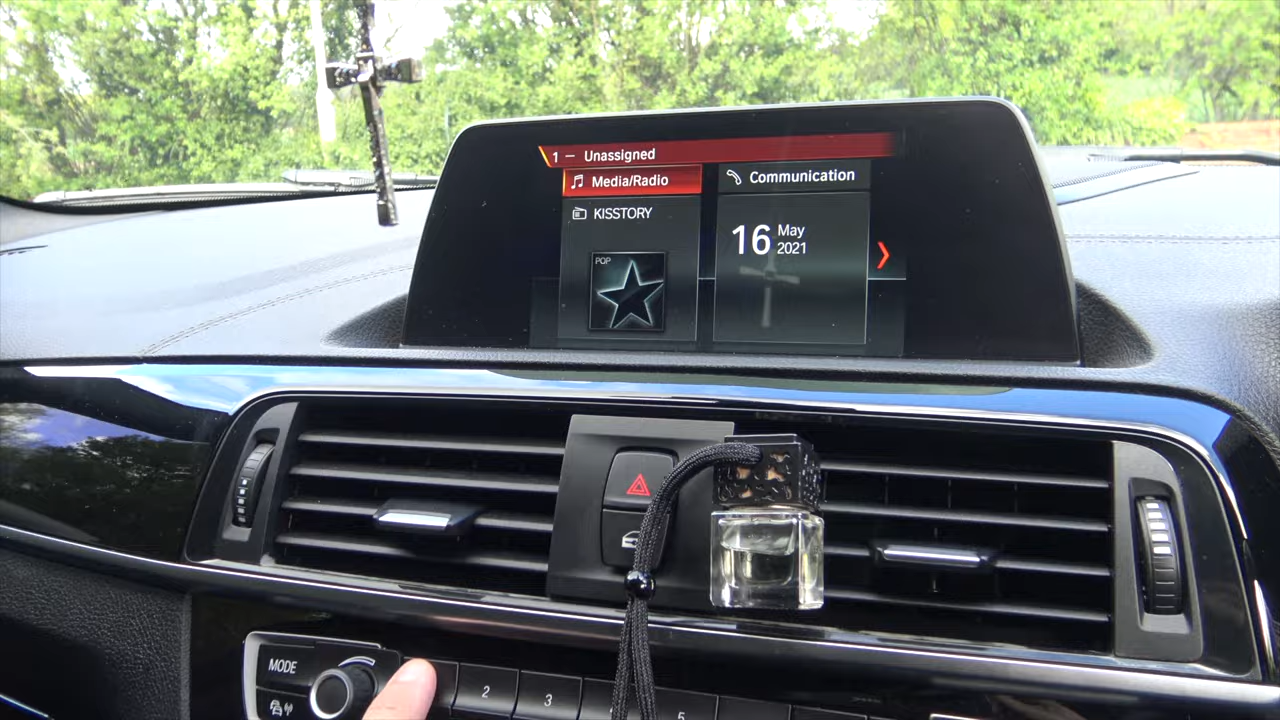 1 — Unassigned
Media/Radio
Communication
KISSTORY
16 May
2021
POP
MODE
2
3
5